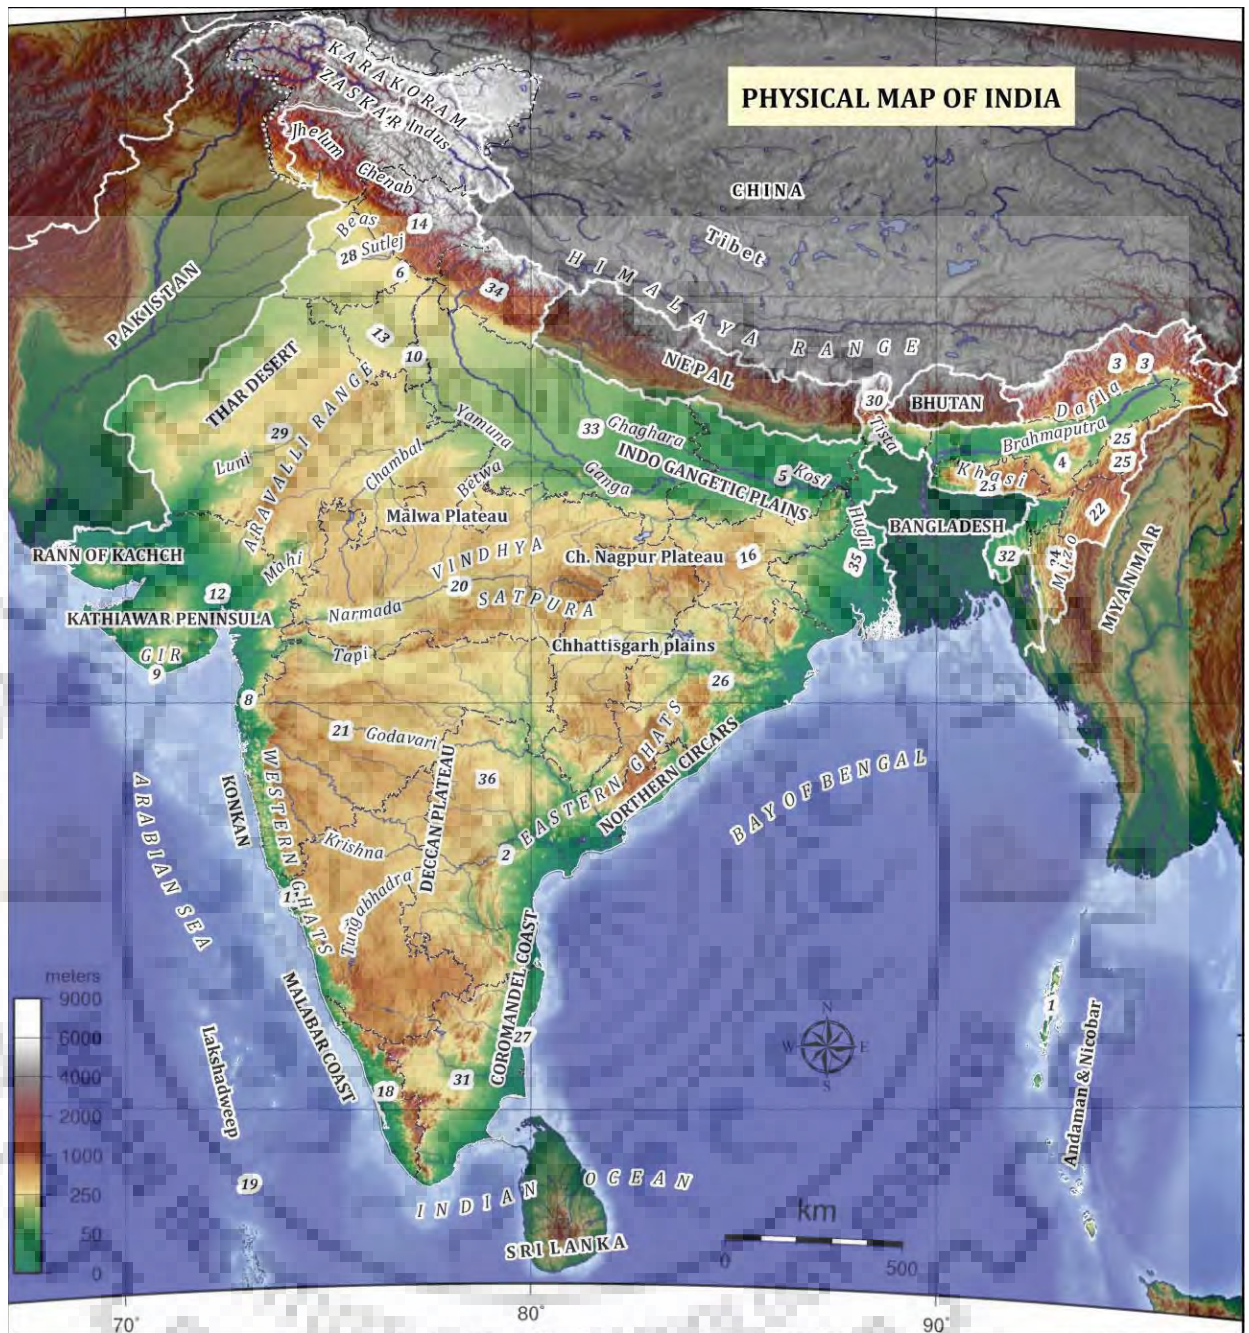 PHYSICAL MAP OF INDIA
KARAKORAM
ZASKAR
Indus
Jhelum
Chenab
CHINA
Tibet
Beas
14
28 Sutlej
6
34
HIMALAYA RANGE
PAKISTAN
13
10
NEPAL
THAR DESERT
3 3
30
BHUTAN
Dafla
29
Luni
ARAVALLI RANGE
Chambal
Yamuna
33
Ghaghara
Tista
Brahmaputra
25
25
4
Khasi
23
INDO GANGETIC PLAINS
Betwa
Ganga
5
Kosi
22
Malwa Plateau
Hugli
BANGLADESH
RANN OF KACHCH
Mahi
VINDHYA
Ch. Nagpur Plateau
16
35
32
24
Mizo
MYANMAR
12
20
SATPURA
KATHIAWAR PENINSULA
Narmada
GIR
9
Tapi
Chhattisgarh plains
26
8
21
Godavari
36
ARABIAN SEA
KONKAN
WESTERN GHATS
DECCAN PLATEAU
EASTERN GHATS
NORTHERN CIRCARS
BAY OF BENGAL
Krishna
2
Tungabhadra
COROMANDEL COAST
meters
9000
6000
4000
2000
1000
250
50
0
Lakshadweep
MALABAR COAST
27
N
W
E
S
1
Andaman & Nicobar
31
18
19
INDIAN OCEAN
SRI LANKA
km
0
500
70°
80°
90°